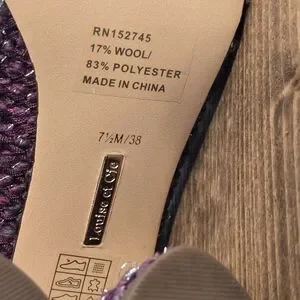 RN152745
17% WOOL/
83% POLYESTER
MADE IN CHINA
7½M/38
Louise et Cie